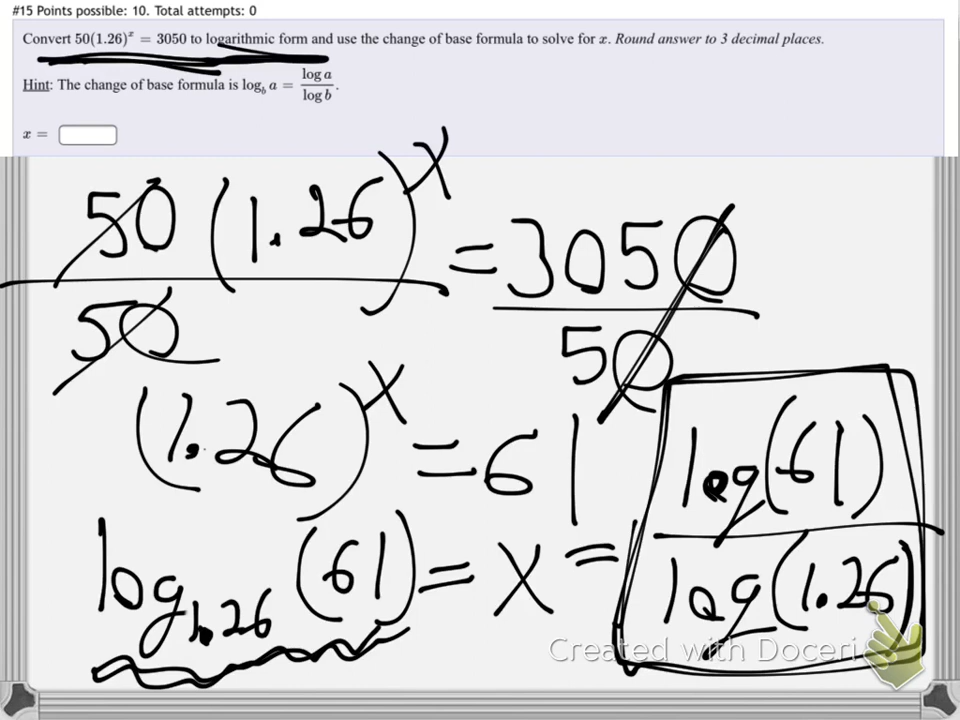 #15 Points possible: 10. Total attempts: 0
Convert 50(1.26)^x = 3050 to logarithmic form and use the change of base formula to solve for x. Round answer to 3 decimal places.
Hint: The change of base formula is log_b a = log a / log b.
x =
50(1.26)^x / 50 = 3050 / 50
(1.26)^x = 61
log_1.26 (61) = x = log(61) / log(1.26)
Created with Doceri